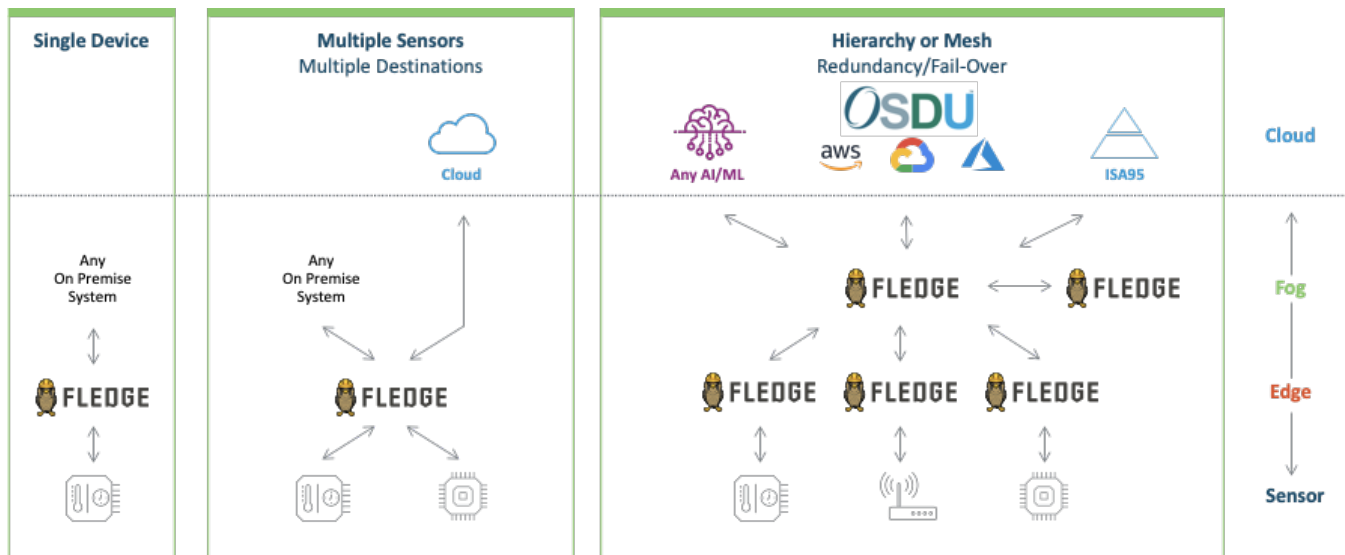 Single Device
Any
On Premise
System
FLEDGE
Multiple Sensors
Multiple Destinations
Cloud
Any
On Premise
System
FLEDGE
Hierarchy or Mesh
Redundancy/Fail-Over
OSDU
Any AI/ML
aws
ISA95
FLEDGE
FLEDGE
FLEDGE
FLEDGE
FLEDGE
Cloud
Fog
Edge
Sensor